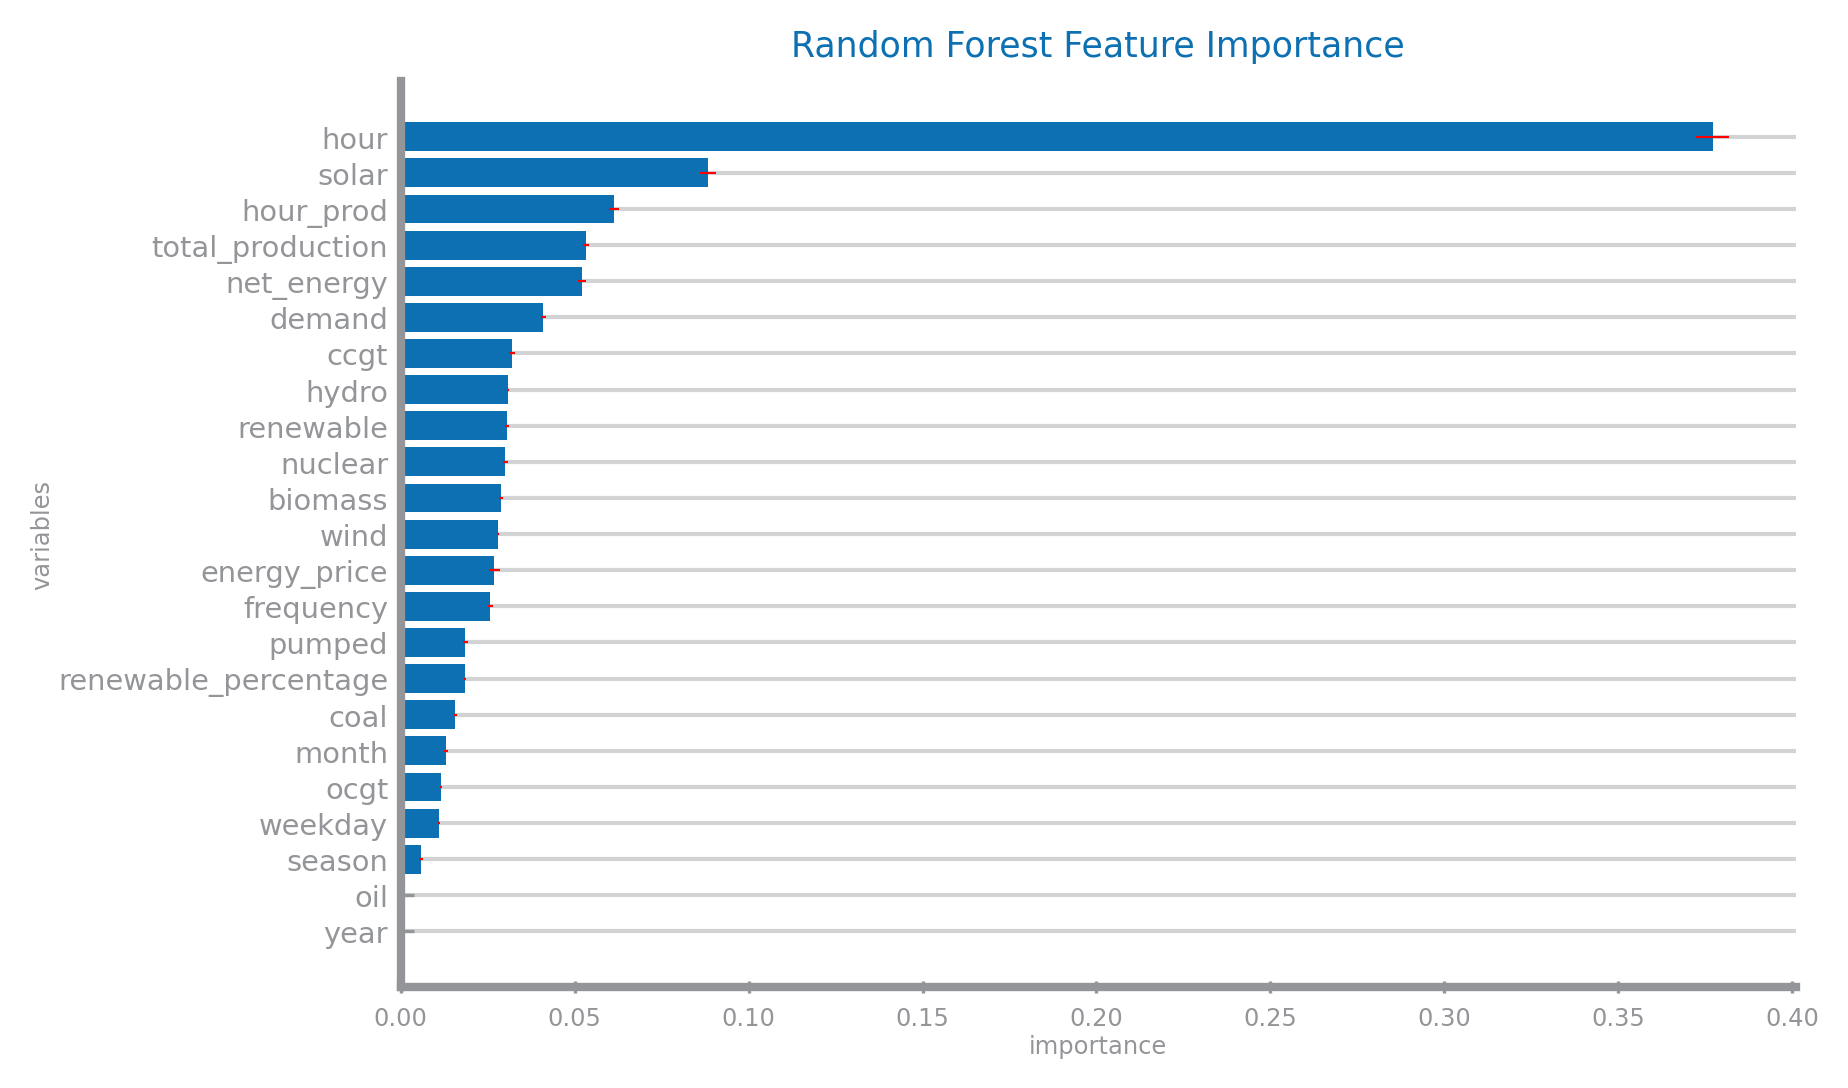 Random Forest Feature Importance
hour
solar
hour_prod
total_production
net_energy
demand
ccgt
hydro
renewable
nuclear
biomass
wind
energy_price
frequency
pumped
renewable_percentage
coal
month
ocgt
weekday
season
oil
year
variables
0.00 0.05 0.10 0.15 0.20 0.25 0.30 0.35 0.40
importance